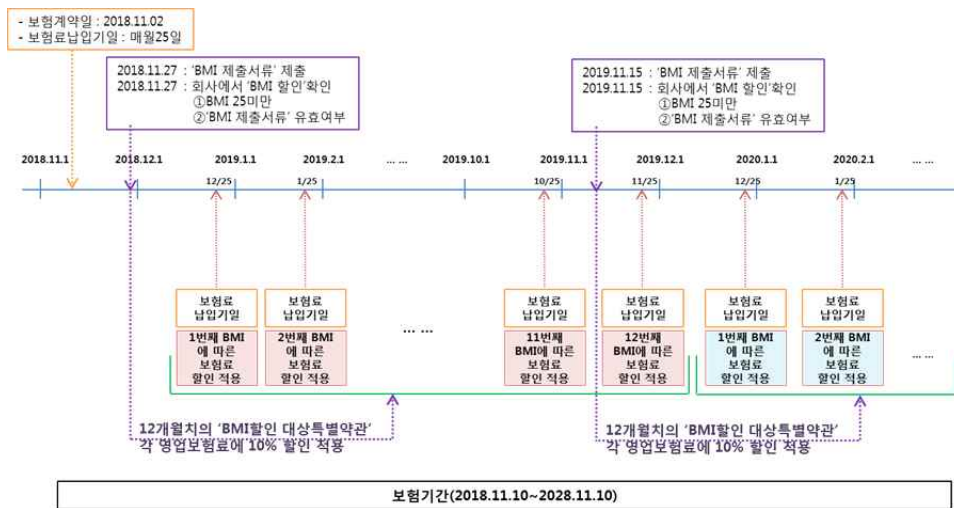 - 보험계약일 : 2018.11.02
- 보험료납입기일 : 매월25일
2018.11.27 : 'BMI 제출서류' 제출
2018.11.27 : 회사에서 'BMI 할인'확인
①BMI 25미만
②'BMI 제출서류' 유효여부
2019.11.15 : 'BMI 제출서류' 제출
2019.11.15 : 회사에서 'BMI 할인'확인
①BMI 25미만
②'BMI 제출서류' 유효여부
2018.11.1 2018.12.1 2019.1.1 2019.2.1 ... ... 2019.10.1 2019.11.1 2019.12.1 2020.1.1 2020.2.1 ... ...
12/25 1/25 10/25 11/25 12/25 1/25
보험료
납입기일
1번째 BMI
에 따른
보험료
할인 적용
보험료
납입기일
2번째 BMI
에 따른
보험료
할인 적용
... ...
보험료
납입기일
11번째
BMI에 따른
보험료
할인 적용
보험료
납입기일
12번째
BMI에 따른
보험료
할인 적용
보험료
납입기일
1번째 BMI
에 따른
보험료
할인 적용
보험료
납입기일
2번째 BMI
에 따른
보험료
할인 적용
... ...
12개월치의 'BMI할인 대상특별약관'
각 영업보험료에 10% 할인 적용
12개월치의 'BMI할인 대상특별약관'
각 영업보험료에 10% 할인 적용
보험기간(2018.11.10~2028.11.10)